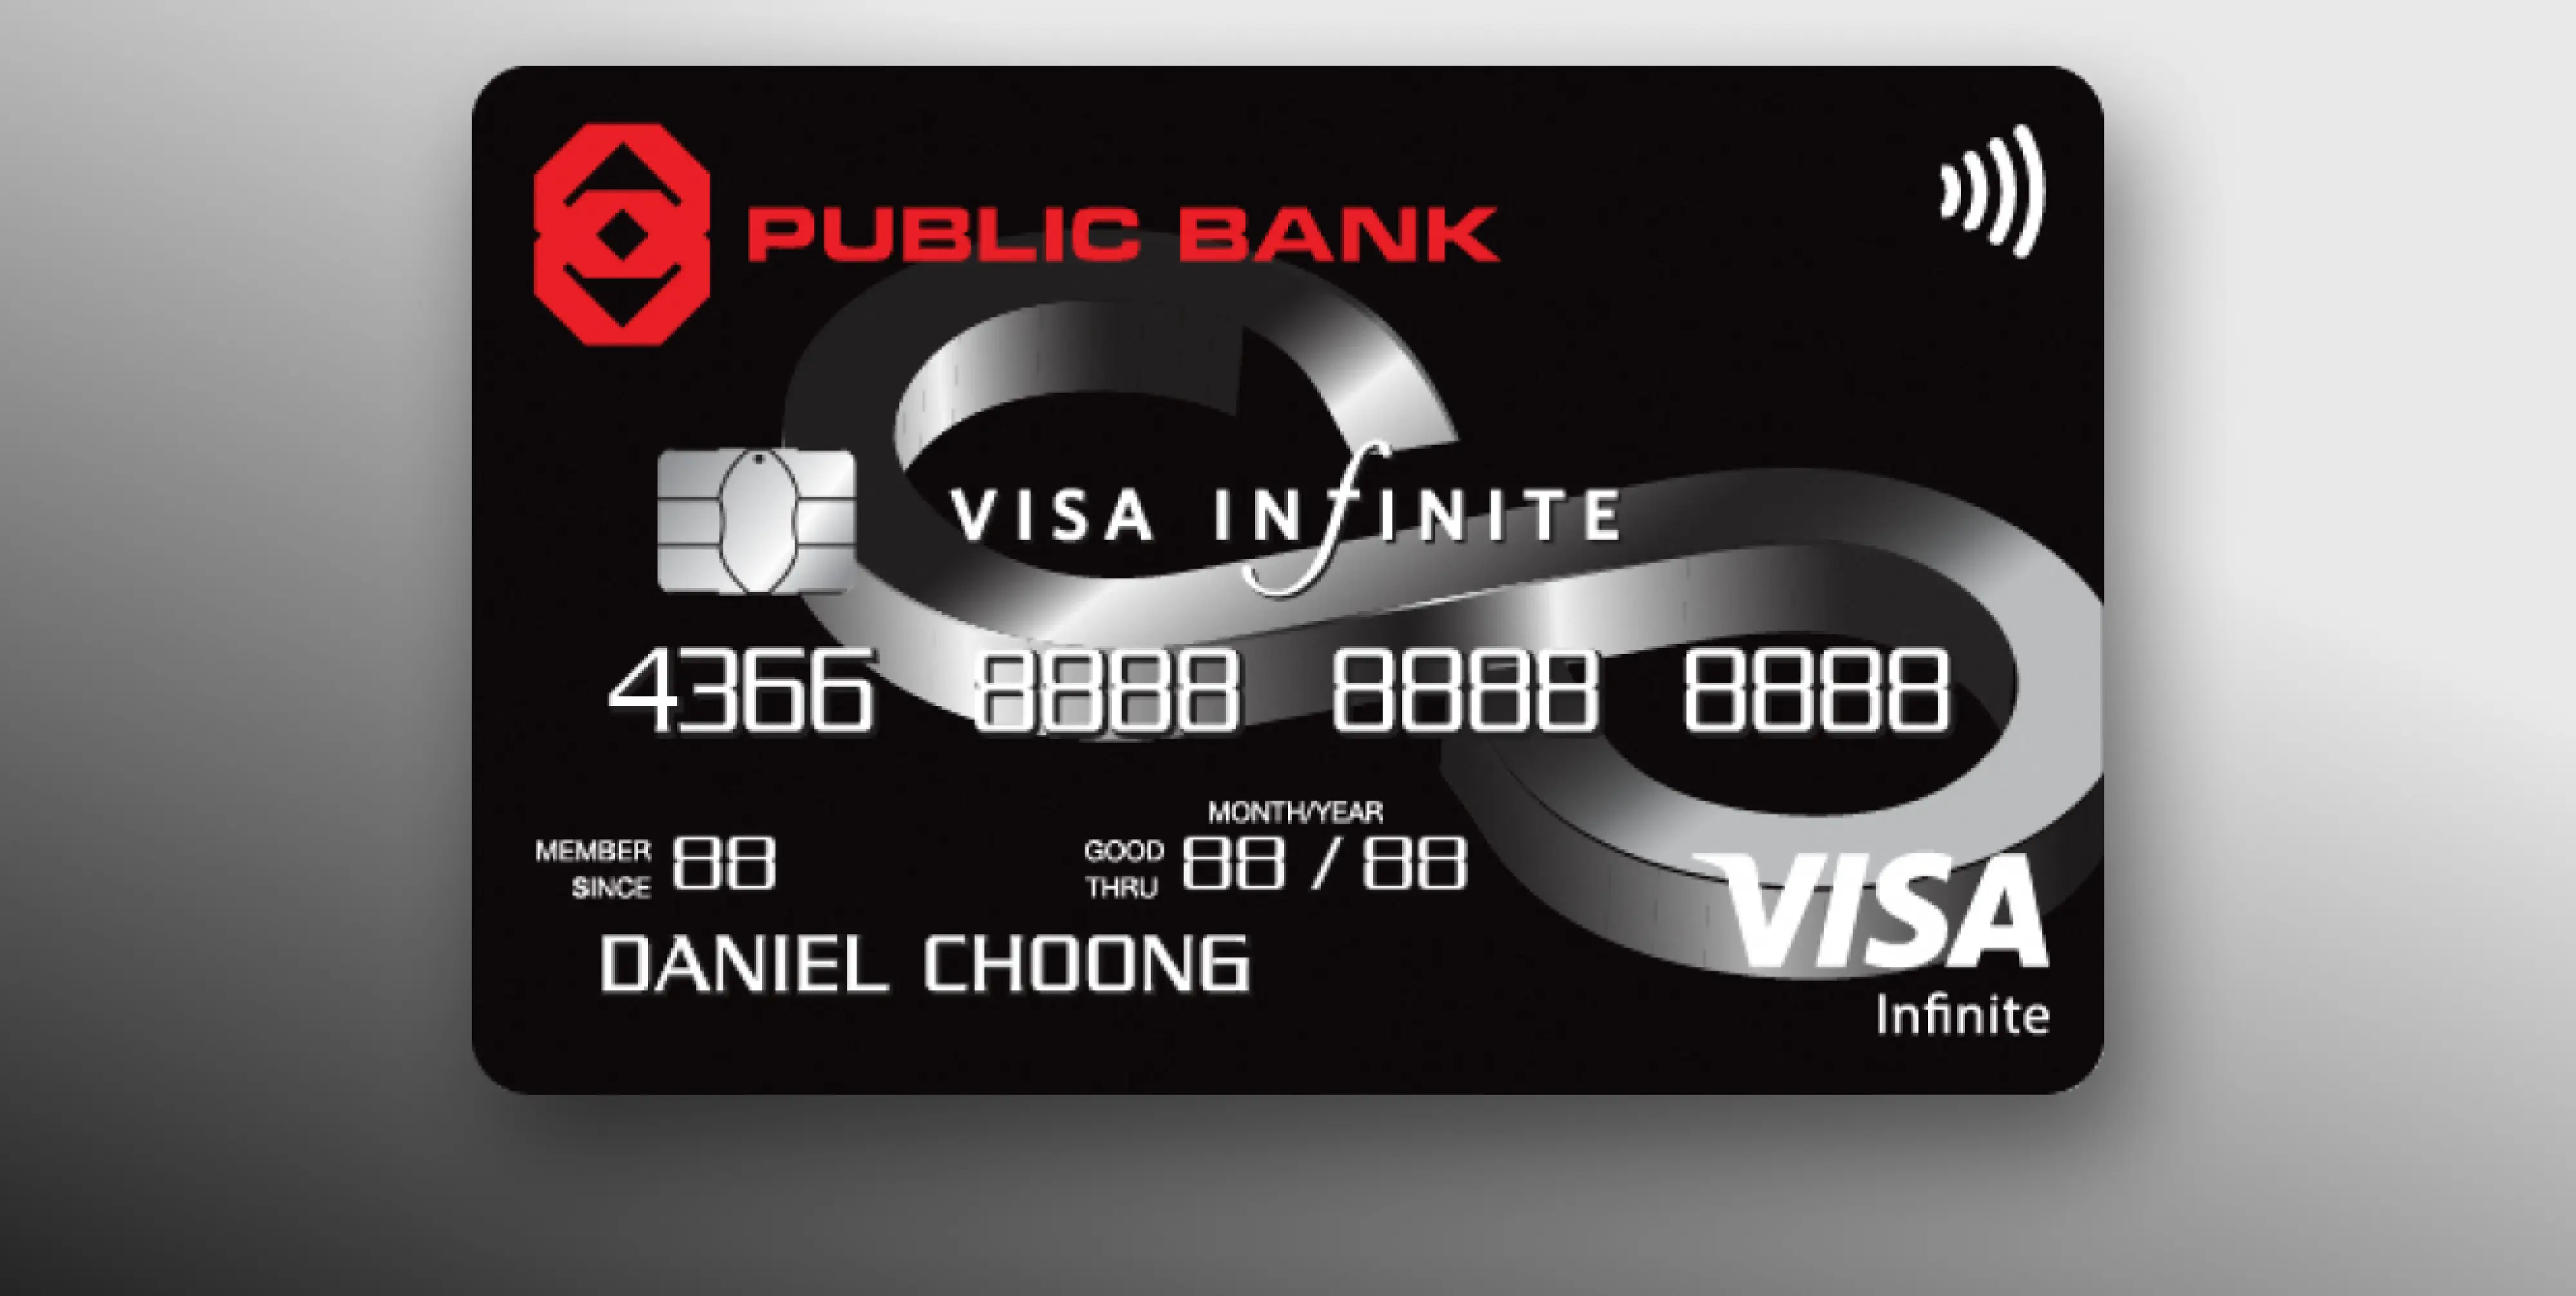 PUBLIC BANK
VISA INFINITE
4366 8888 8888 8888
MONTH/YEAR
MEMBER SINCE 88
GOOD THRU 88 / 88
DANIEL CHOONG
VISA
Infinite